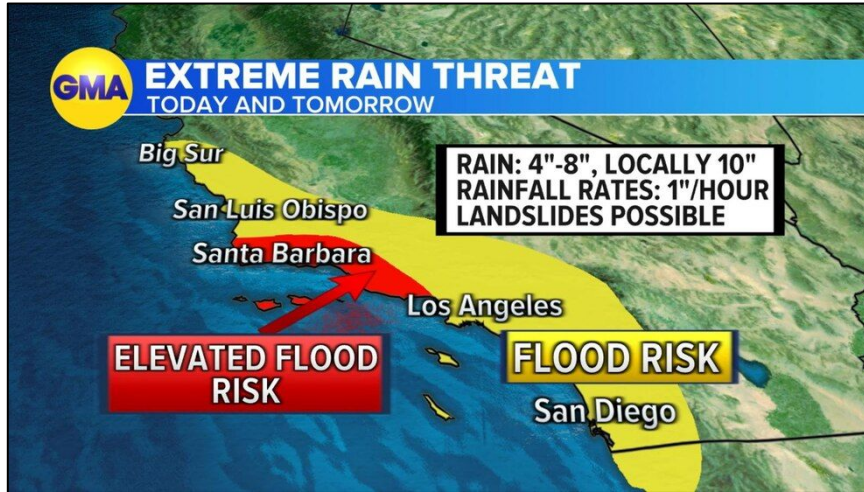 GMA
EXTREME RAIN THREAT
TODAY AND TOMORROW
Big Sur
RAIN: 4"-8", LOCALLY 10"
RAINFALL RATES: 1"/HOUR
LANDSLIDES POSSIBLE
San Luis Obispo
Santa Barbara
Los Angeles
ELEVATED FLOOD
RISK
FLOOD RISK
San Diego